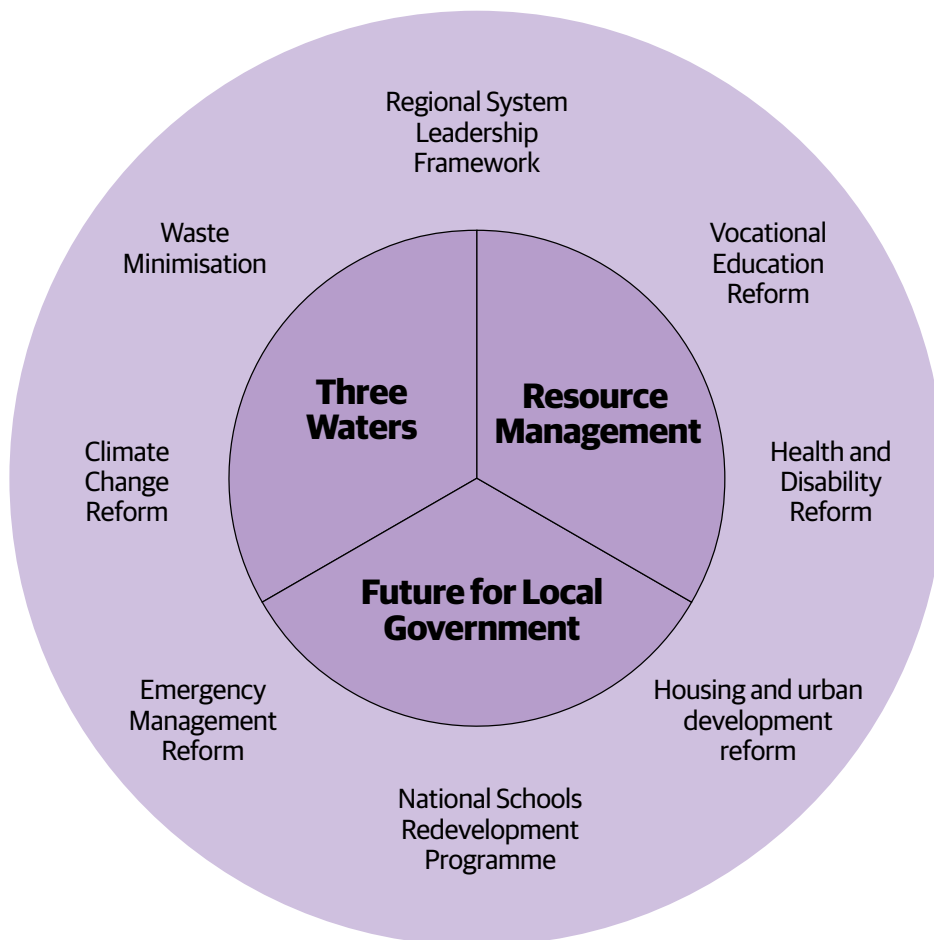 Regional System
Leadership
Framework
Waste
Minimisation
Vocational
Education
Reform
Three
Waters
Resource
Management
Climate
Change
Reform
Health and
Disability
Reform
Future for Local
Government
Emergency
Management
Reform
Housing and urban
development
reform
National Schools
Redevelopment
Programme